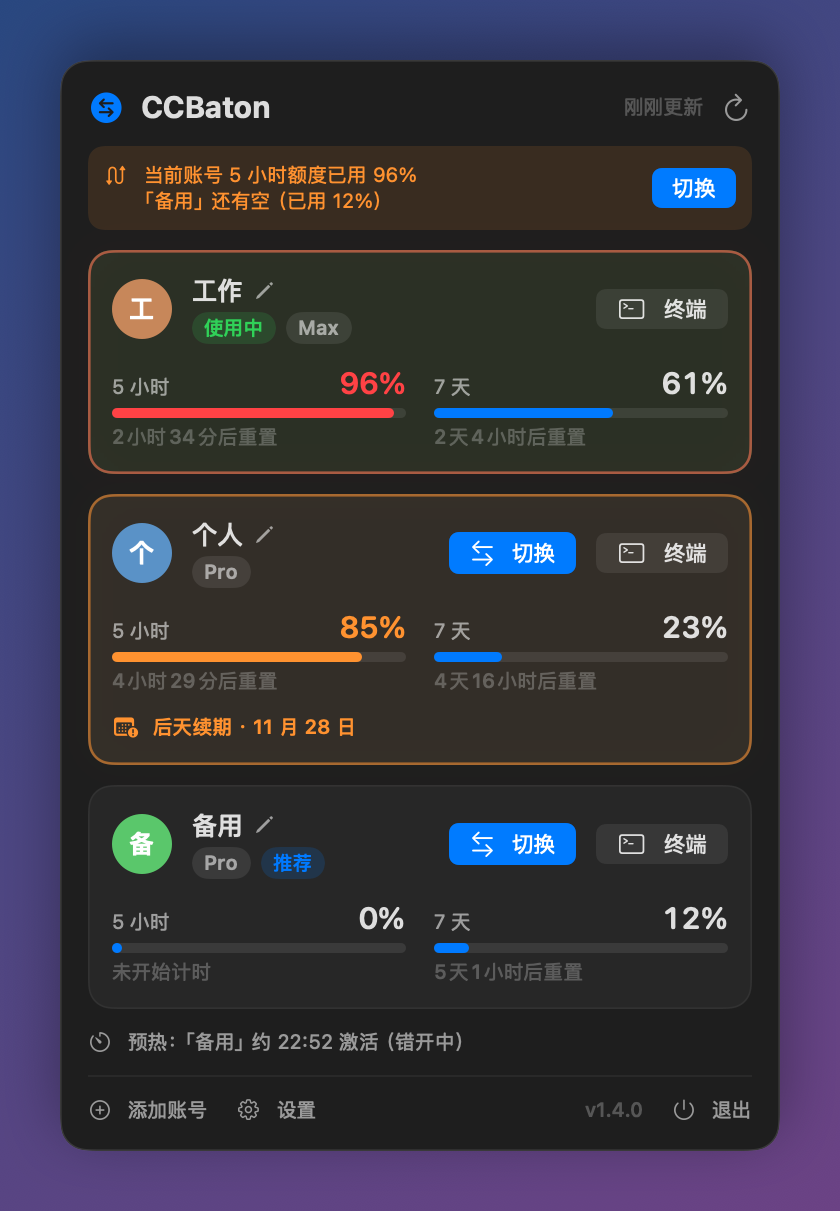 CCBaton
刚刚更新
当前账号 5 小时额度已用 96%
「备用」还有空（已用 12%）
切换
工
工作
使用中 Max
终端
5 小时 96%
7 天 61%
2小时34分后重置
2天4小时后重置
个
个人
Pro
切换
终端
5 小时 85%
7 天 23%
4小时29分后重置
4天16小时后重置
后天续期 · 11 月 28 日
备
备用
Pro 推荐
切换
终端
5 小时 0%
7 天 12%
未开始计时
5天1小时后重置
预热：「备用」约 22:52 激活（错开中）
添加账号
设置
v1.4.0
退出